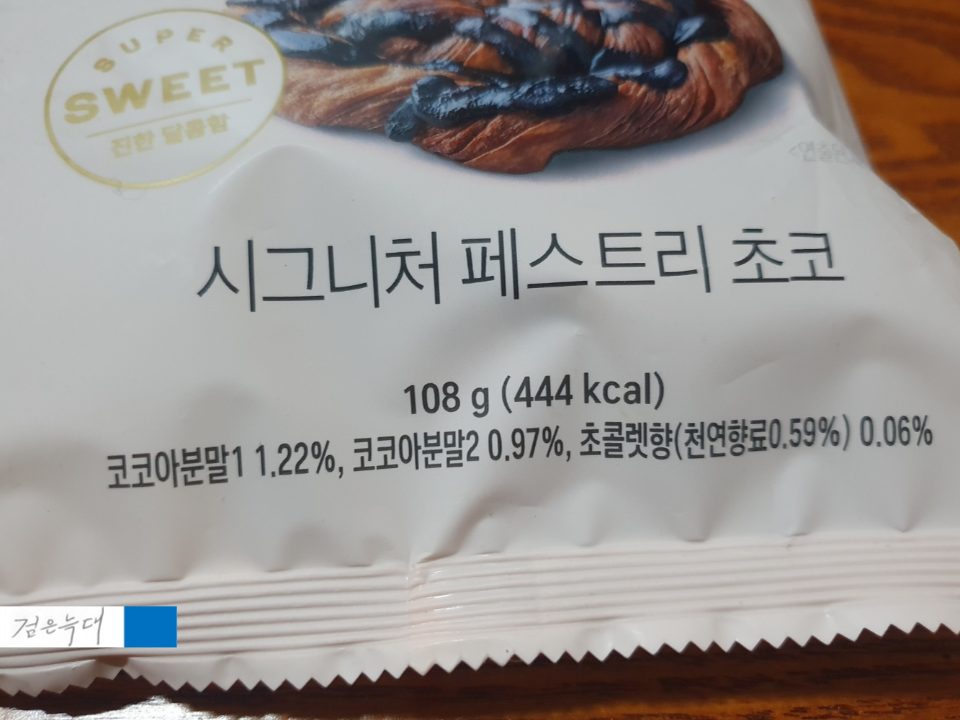 SUPER
SWEET
진한 달콤함
시그니처 페스트리 초코
108 g (444 kcal)
코코아분말1 1.22%, 코코아분말2 0.97%, 초콜렛향(천연향료0.59%) 0.06%
검은늑대